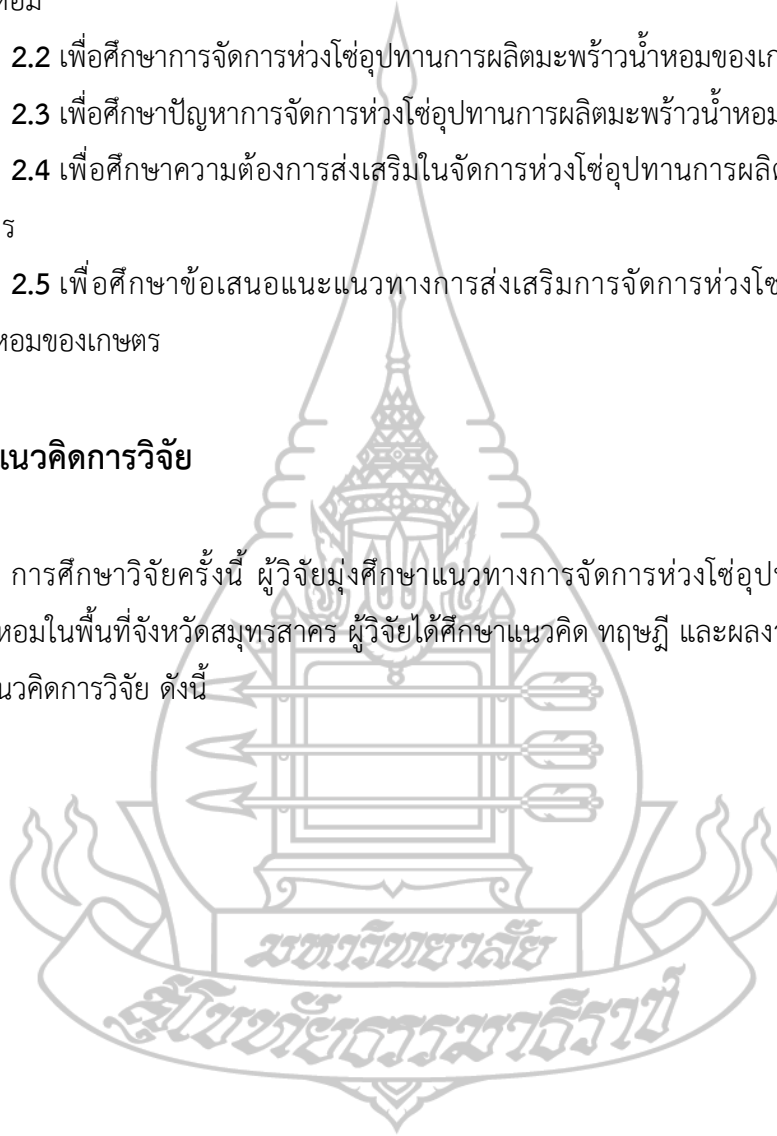 หอม
2.2 เพื่อศึกษาการจัดการห่วงโซ่อุปทานการผลิตมะพร้าวน้ำหอมของเก
2.3 เพื่อศึกษาปัญหาการจัดการห่วงโซ่อุปทานการผลิตมะพร้าวน้ำหอม
2.4 เพื่อศึกษาความต้องการส่งเสริมในจัดการห่วงโซ่อุปทานการผลิต
ร
2.5 เพื่อศึกษาข้อเสนอแนะแนวทางการส่งเสริมการจัดการห่วงโซ่
หอมของเกษตร
แนวคิดการวิจัย
การศึกษาวิจัยครั้งนี้ ผู้วิจัยมุ่งศึกษาแนวทางการจัดการห่วงโซ่อุป
หอมในพื้นที่จังหวัดสมุทรสาคร ผู้วิจัยได้ศึกษาแนวคิด ทฤษฎี และผลงา
นวคิดการวิจัย ดังนี้
มหาวิทยาลัย
สุโขทัยธรรมาธิราช